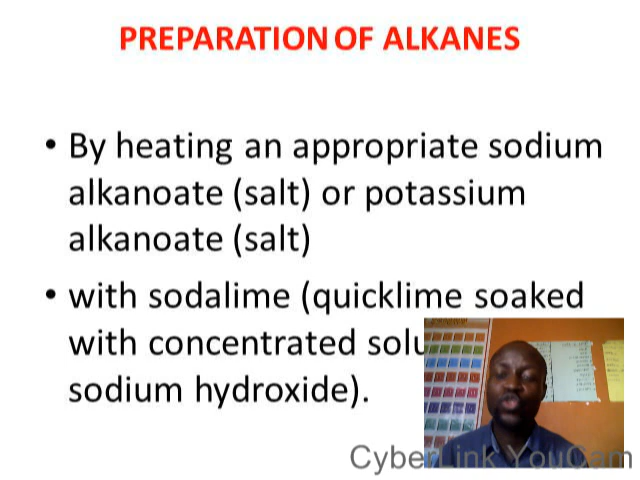 PREPARATION OF ALKANES
• By heating an appropriate sodium
alkanoate (salt) or potassium
alkanoate (salt)
• with sodalime (quicklime soaked
with concentrated solu
sodium hydroxide).
CyberLink YouCam